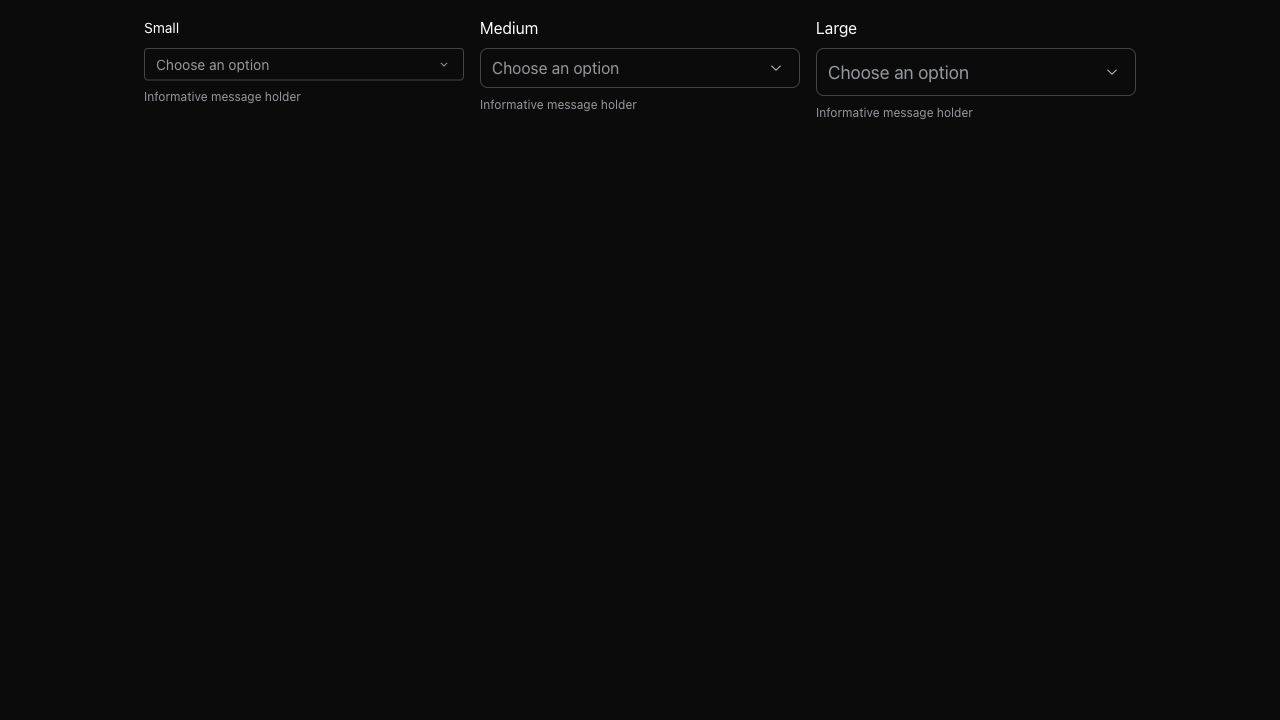 Small
Choose an option
Informative message holder
Medium
Choose an option
Informative message holder
Large
Choose an option
Informative message holder